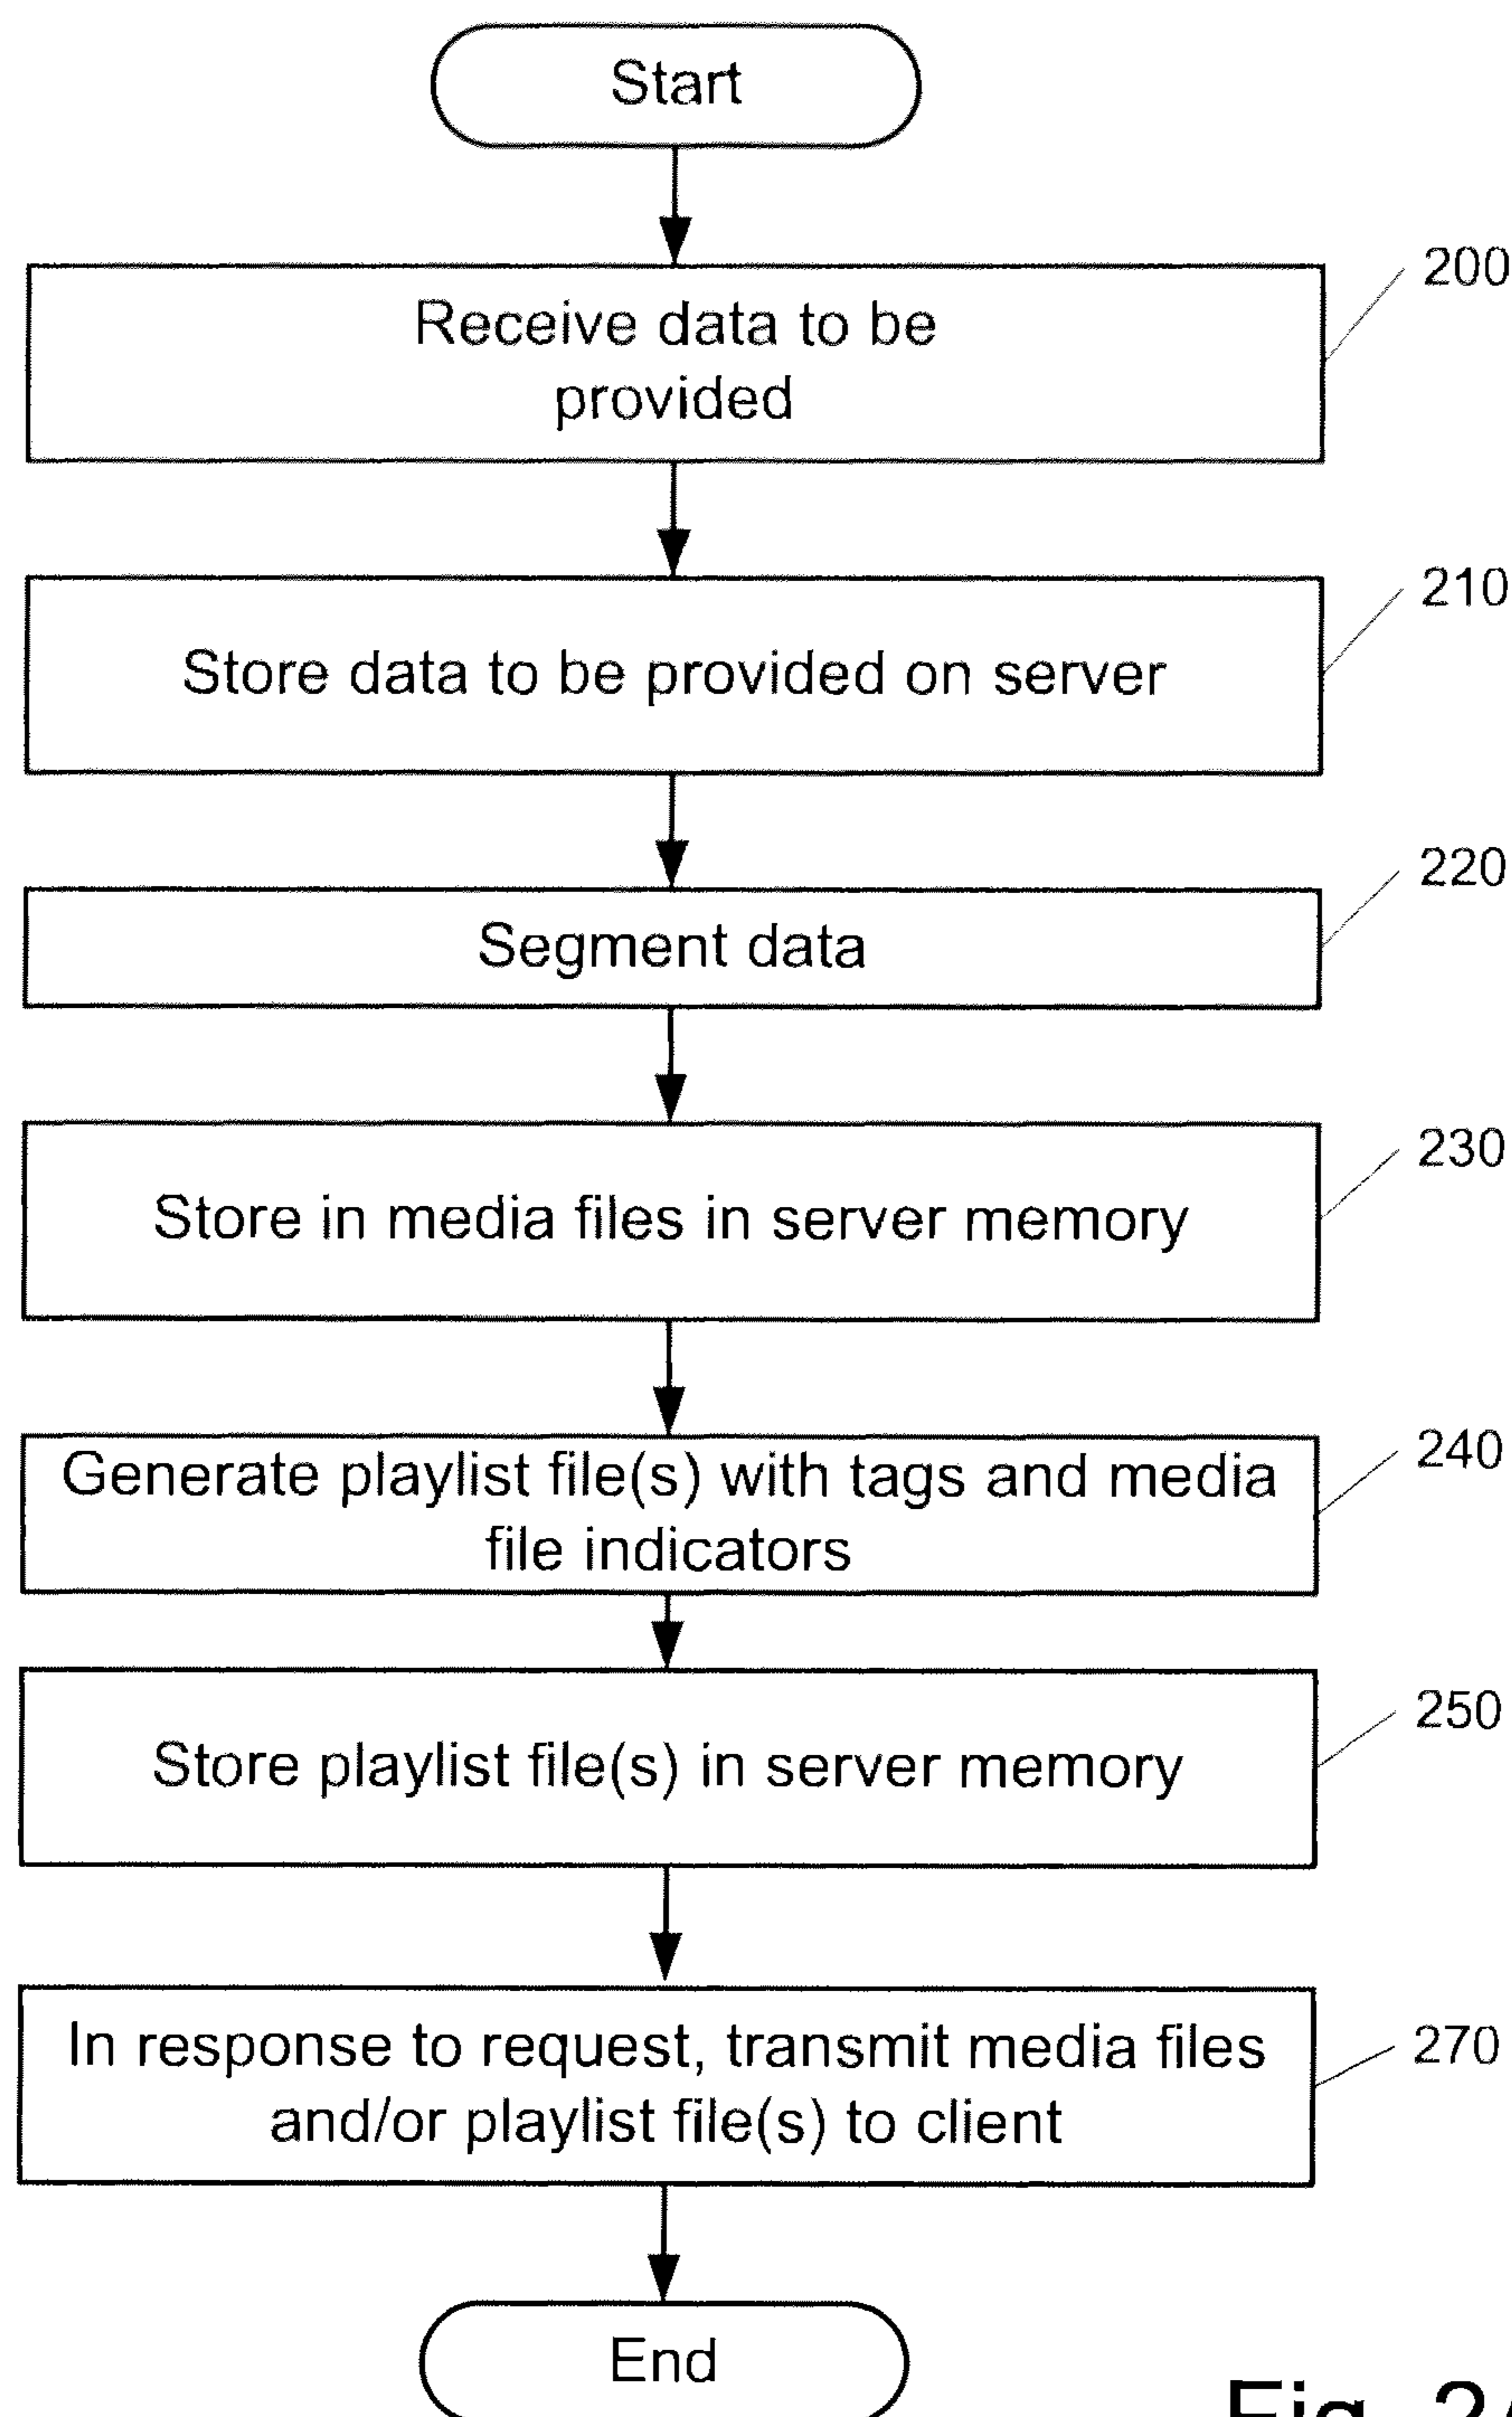 Start
200
Receive data to be
provided
210
Store data to be provided on server
220
Segment data
230
Store in media files in server memory
240
Generate playlist file(s) with tags and media
file indicators
250
Store playlist file(s) in server memory
270
In response to request, transmit media files
and/or playlist file(s) to client
End
Fig.